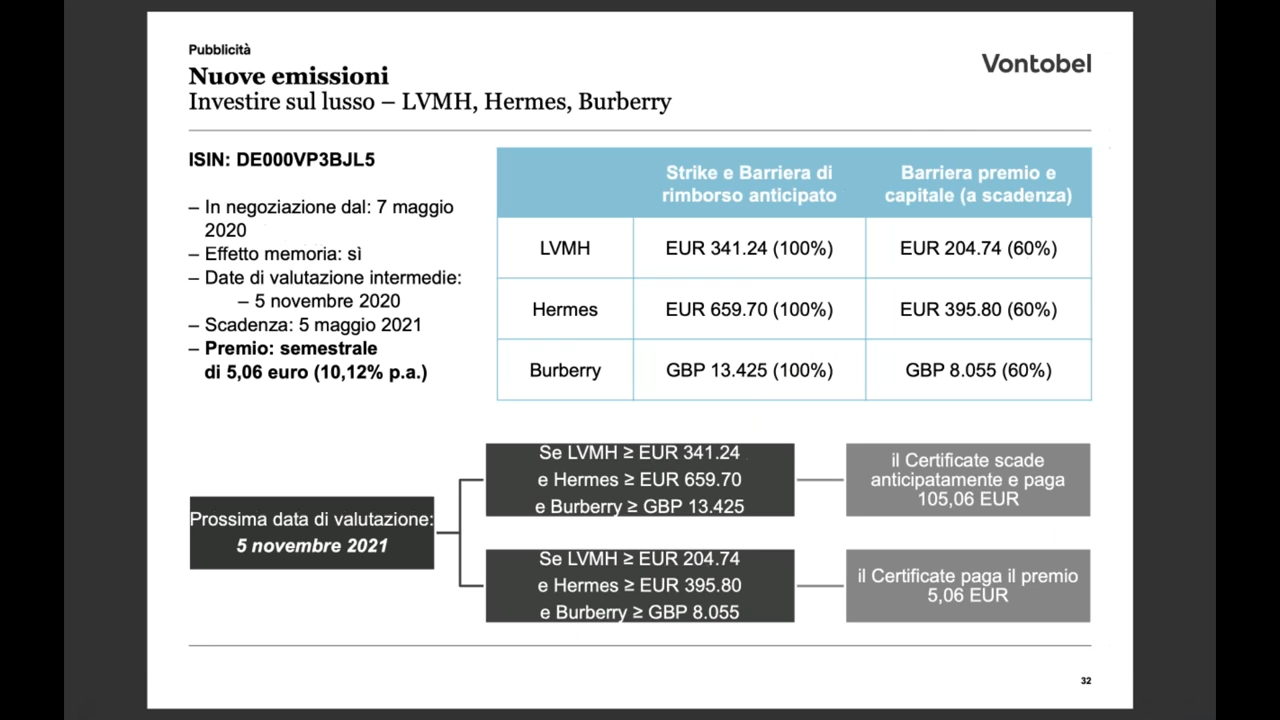 Pubblicità
Nuove emissioni
Vontobel
Investire sul lusso – LVMH, Hermes, Burberry
ISIN: DE000VP3BJL5
– In negoziazione dal: 7 maggio
2020
– Effetto memoria: sì
– Date di valutazione intermedie:
– 5 novembre 2020
– Scadenza: 5 maggio 2021
– Premio: semestrale
di 5,06 euro (10,12% p.a.)
Strike e Barriera di
rimborso anticipato
Barriera premio e
capitale (a scadenza)
LVMH EUR 341.24 (100%) EUR 204.74 (60%)
Hermes EUR 659.70 (100%) EUR 395.80 (60%)
Burberry GBP 13.425 (100%) GBP 8.055 (60%)
Prossima data di valutazione:
5 novembre 2021
Se LVMH ≥ EUR 341.24
e Hermes ≥ EUR 659.70
e Burberry ≥ GBP 13.425
il Certificate scade
anticipatamente e paga
105,06 EUR
Se LVMH ≥ EUR 204.74
e Hermes ≥ EUR 395.80
e Burberry ≥ GBP 8.055
il Certificate paga il premio
5,06 EUR
32